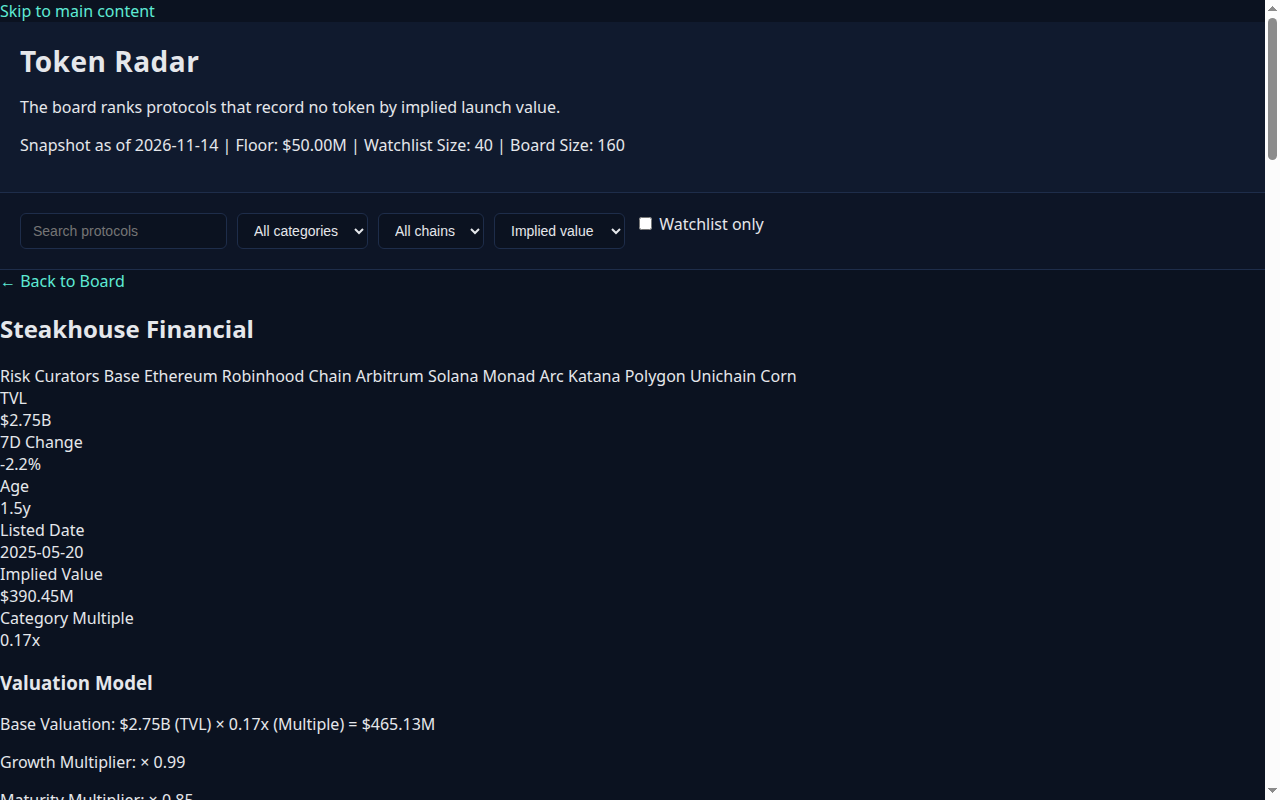 Skip to main content
Token Radar
The board ranks protocols that record no token by implied launch value.
Snapshot as of 2026-11-14 | Floor: $50.00M | Watchlist Size: 40 | Board Size: 160
Search protocols All categories All chains Implied value Watchlist only
← Back to Board
Steakhouse Financial
Risk Curators Base Ethereum Robinhood Chain Arbitrum Solana Monad Arc Katana Polygon Unichain Corn
TVL
$2.75B
7D Change
-2.2%
Age
1.5y
Listed Date
2025-05-20
Implied Value
$390.45M
Category Multiple
0.17x
Valuation Model
Base Valuation: $2.75B (TVL) × 0.17x (Multiple) = $465.13M
Growth Multiplier: × 0.99
Maturity Multiplier: × 0.85